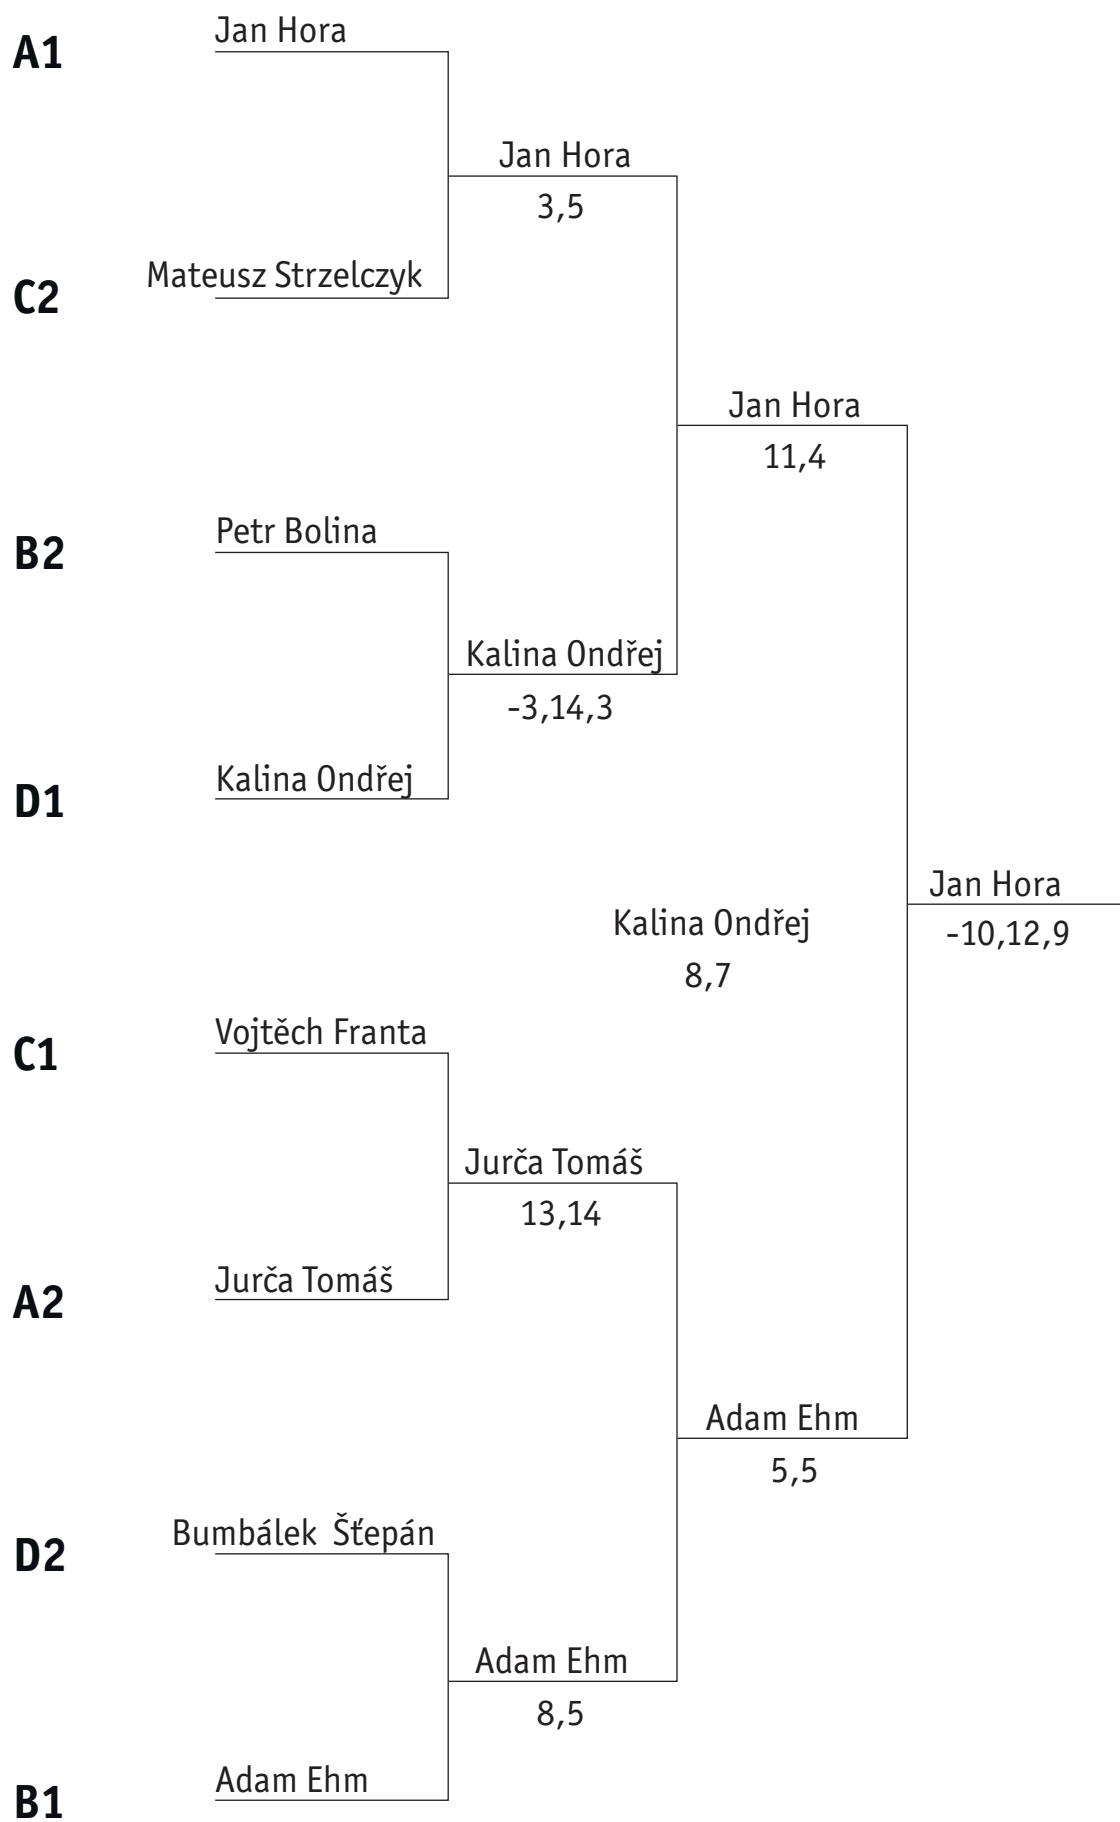 Jan Hora
A1
Jan Hora
3,5
Mateusz Strzelczyk
C2
Jan Hora
11,4
Petr Bolina
B2
Kalina Ondřej
-3,14,3
Kalina Ondřej
D1
Jan Hora
-10,12,9
Kalina Ondřej
8,7
Vojtěch Franta
C1
Jurča Tomáš
13,14
Jurča Tomáš
A2
Adam Ehm
5,5
Bumbálek Šťepán
D2
Adam Ehm
8,5
Adam Ehm
B1